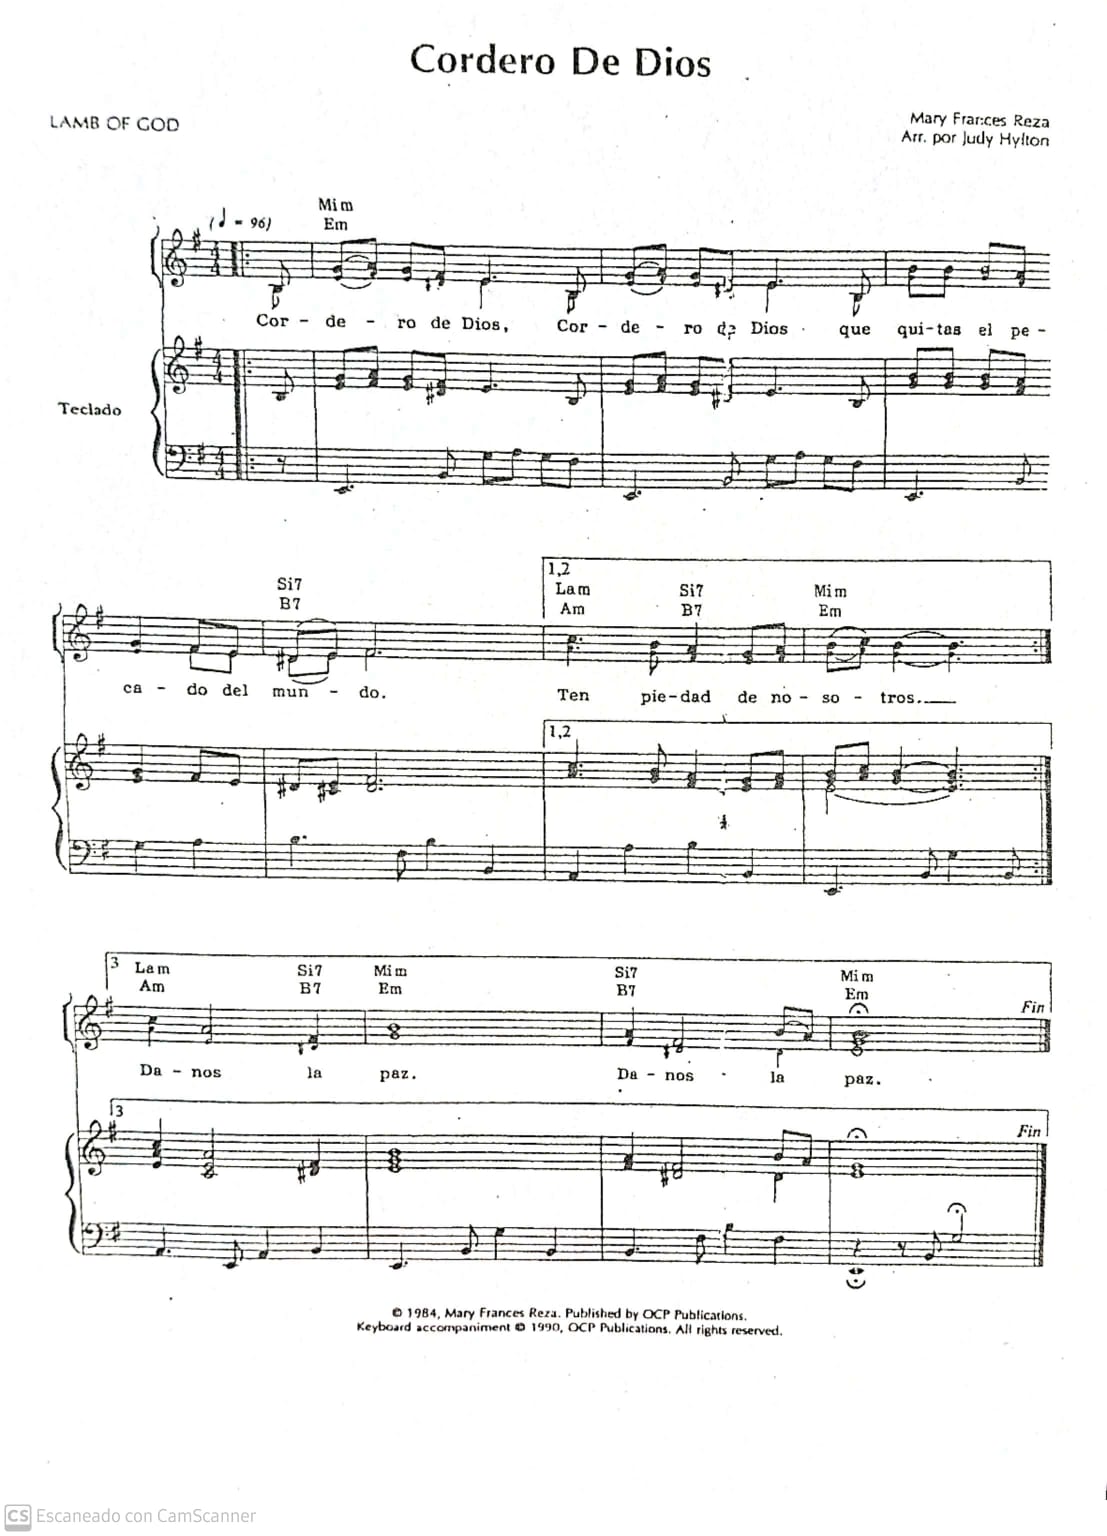 Cordero De Dios
LAMB OF GOD
Mary Frances Reza
Arr. por Judy Hylton
(♩ = 96)
Mim
Em
Cor - de - ro de Dios, Cor - de - ro de Dios que qui-tas el pe -
Teclado
Si7
B7
1,2
Lam Si7 Mim
Am B7 Em
ca - do del mun - do. Ten pie-dad de no - so - tros.
1,2
3
Lam Si7 Mim Si7 Mim
Am B7 Em B7 Em
Fin
Da - nos la paz. Da - nos la paz.
3
Fin
© 1984, Mary Frances Reza. Published by OCP Publications.
Keyboard accompaniment © 1990, OCP Publications. All rights reserved.
CS Escaneado con CamScanner